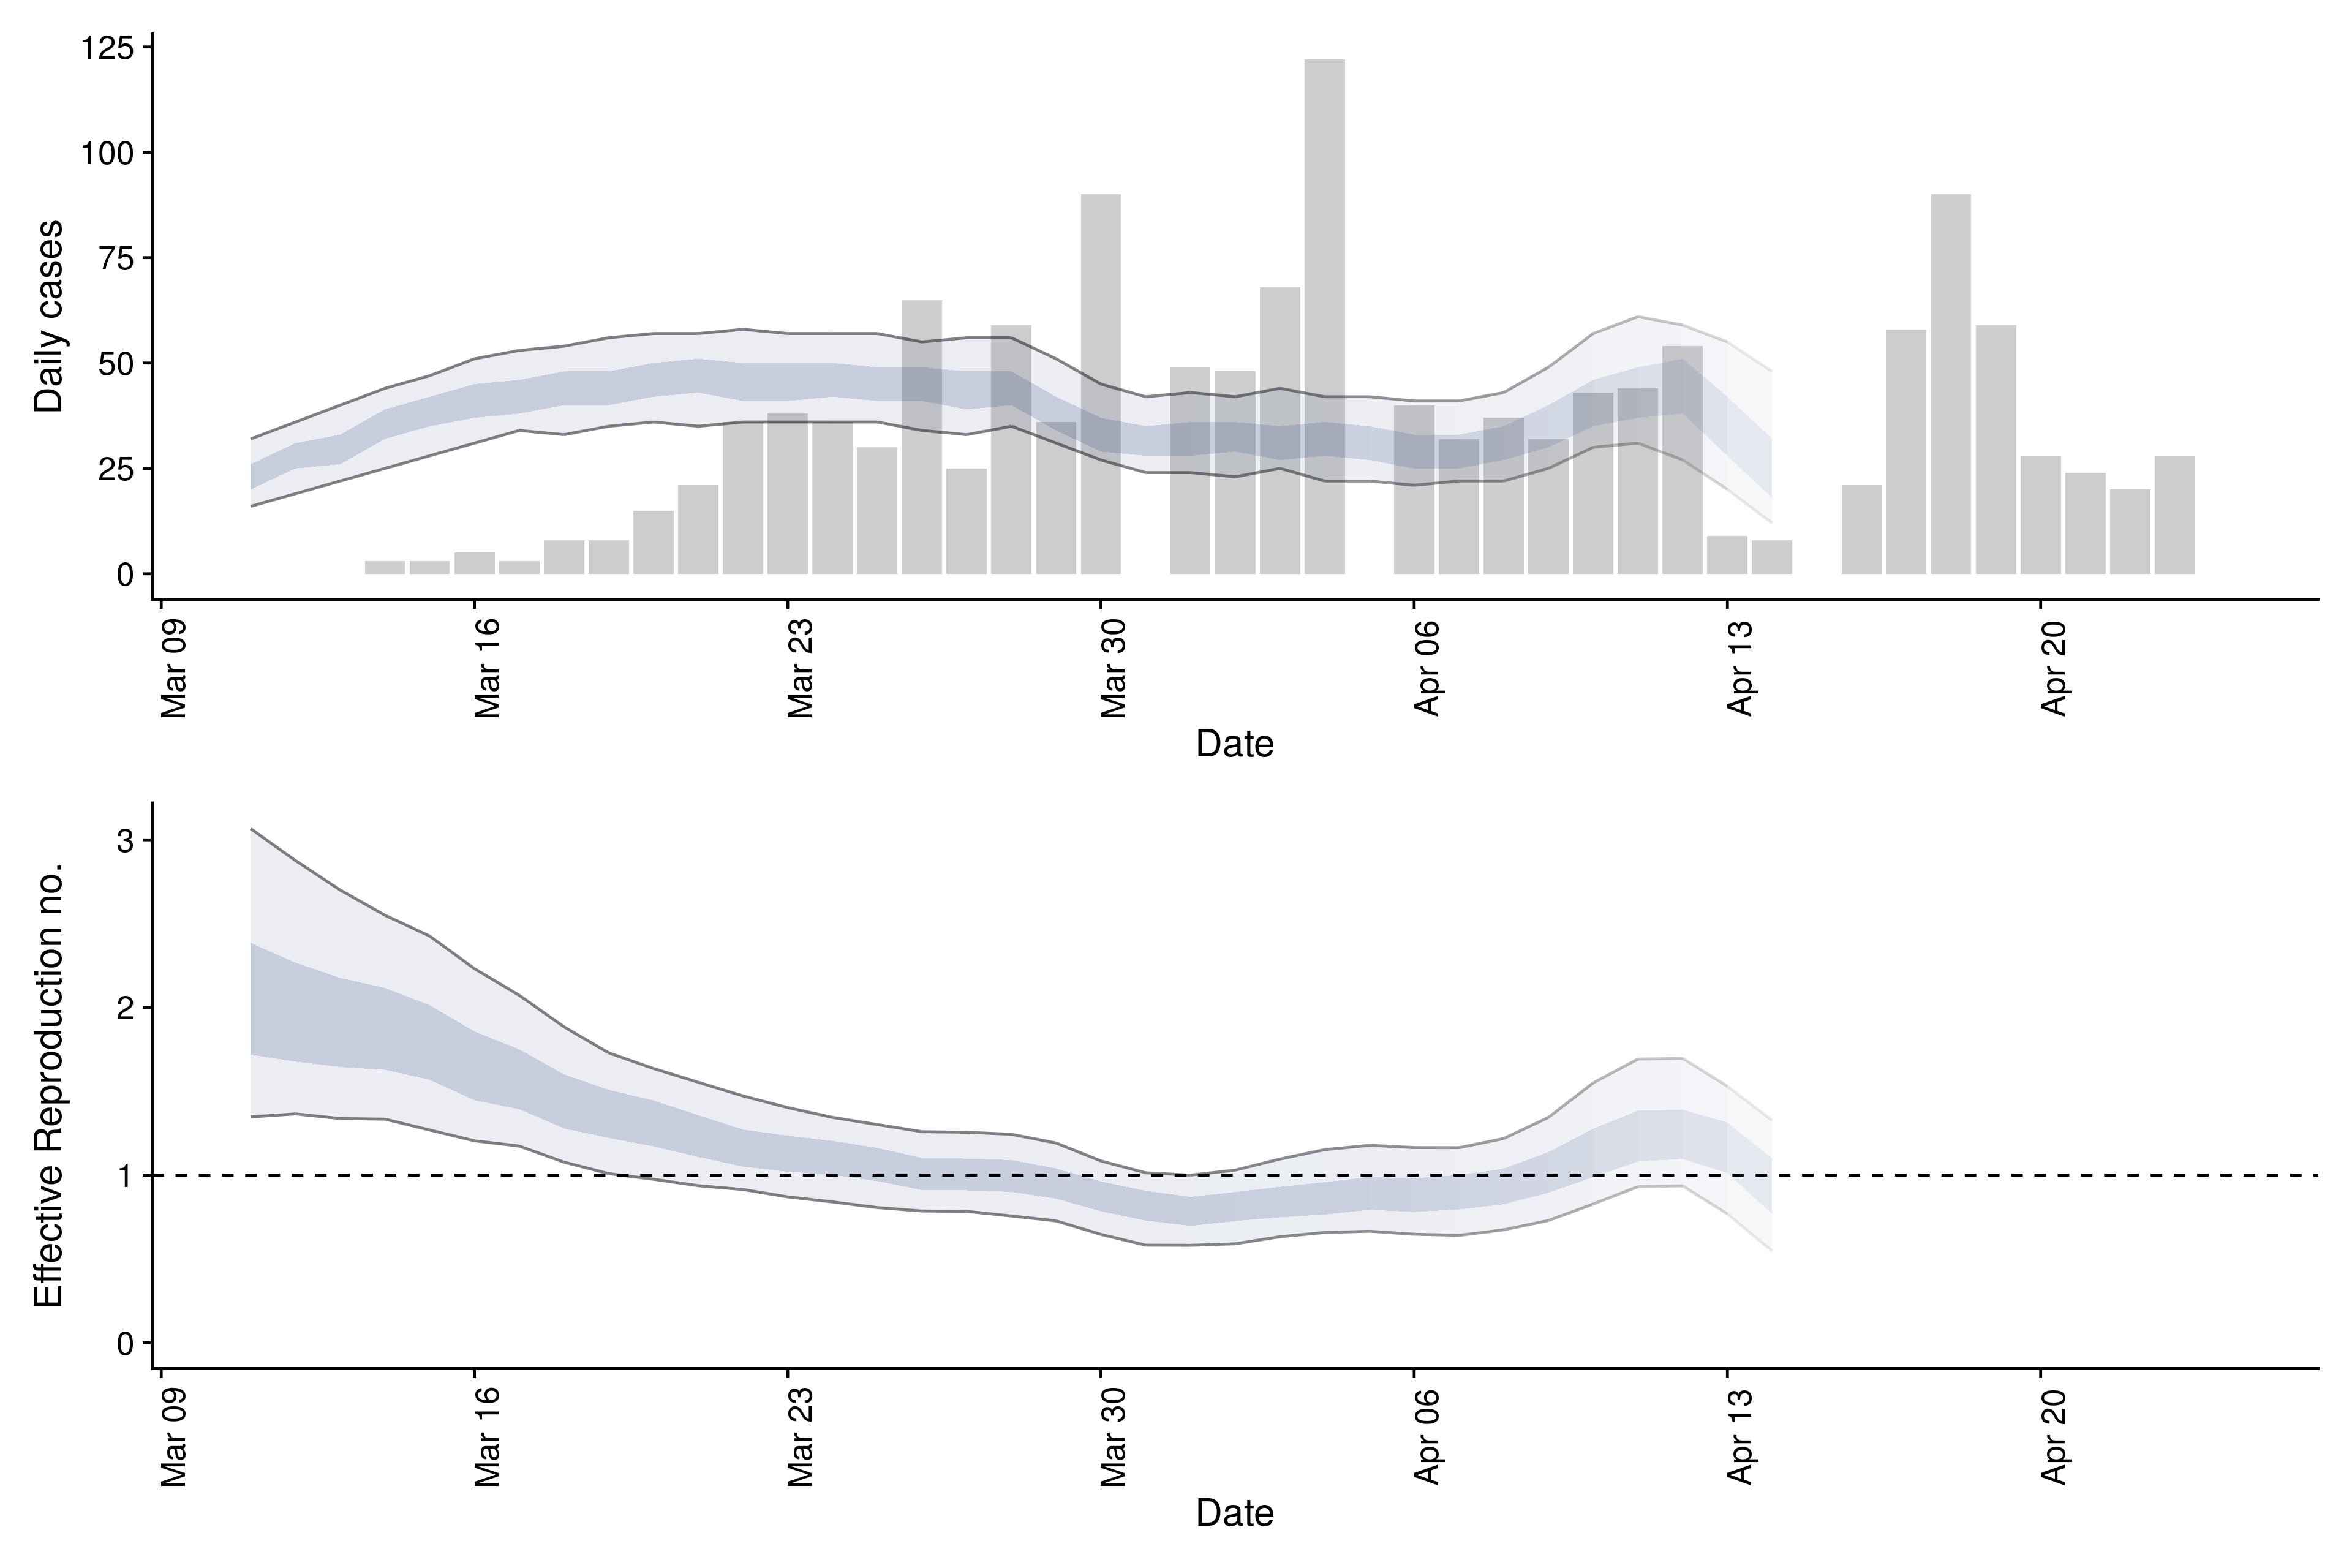 Daily cases
125
100
75
50
25
0
Mar 09
Mar 16
Mar 23
Mar 30
Apr 06
Apr 13
Apr 20
Date
Effective Reproduction no.
3
2
1
0
Mar 09
Mar 16
Mar 23
Mar 30
Apr 06
Apr 13
Apr 20
Date